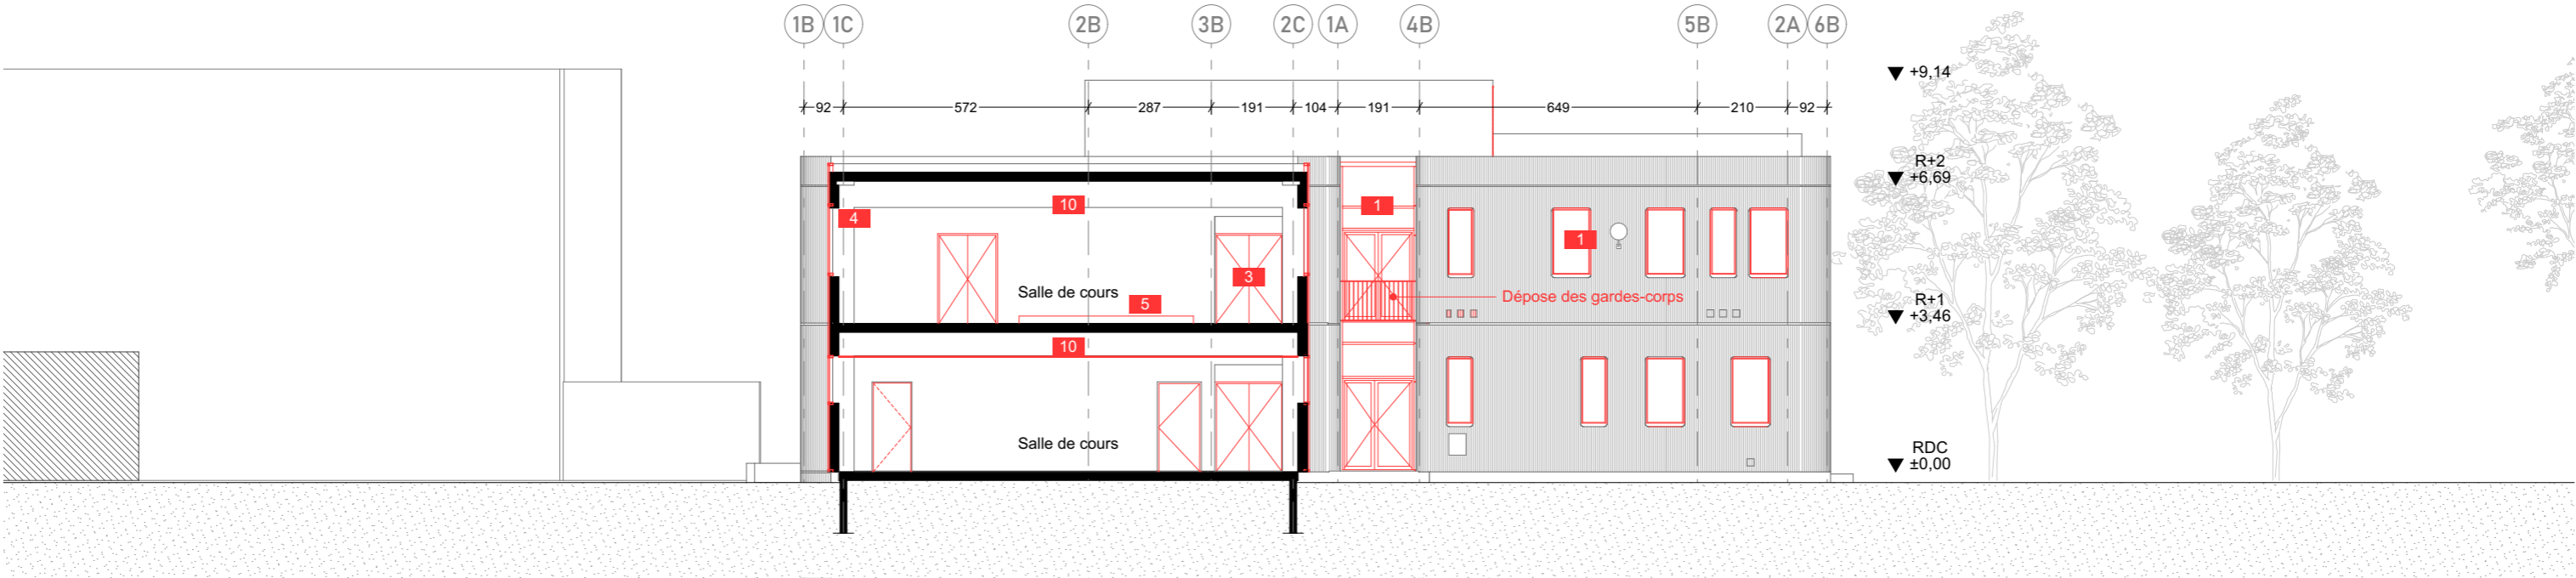 1B 1C 2B 3B 2C 1A 4B 5B 2A 6B
+9,14
92 572 287 191 104 191 649 210 92
R+2
+6,69
10
1
4
1
3
Salle de cours
5
Dépose des gardes-corps
R+1
+3,46
10
Salle de cours
RDC
±0,00